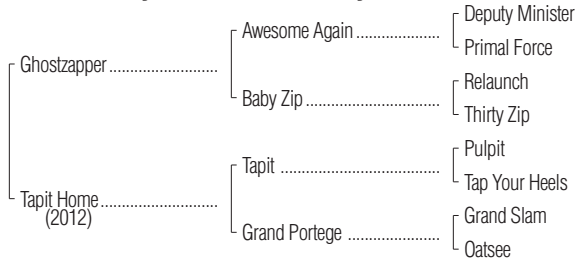 Deputy Minister
Awesome Again ....................
Primal Force
Ghostzapper ..........................
Relaunch
Baby Zip .................................
Thirty Zip
Pulpit
Tapit ........................................
Tap Your Heels
Tapit Home.............................
(2012)
Grand Slam
Grand Portege .......................
Oatsee